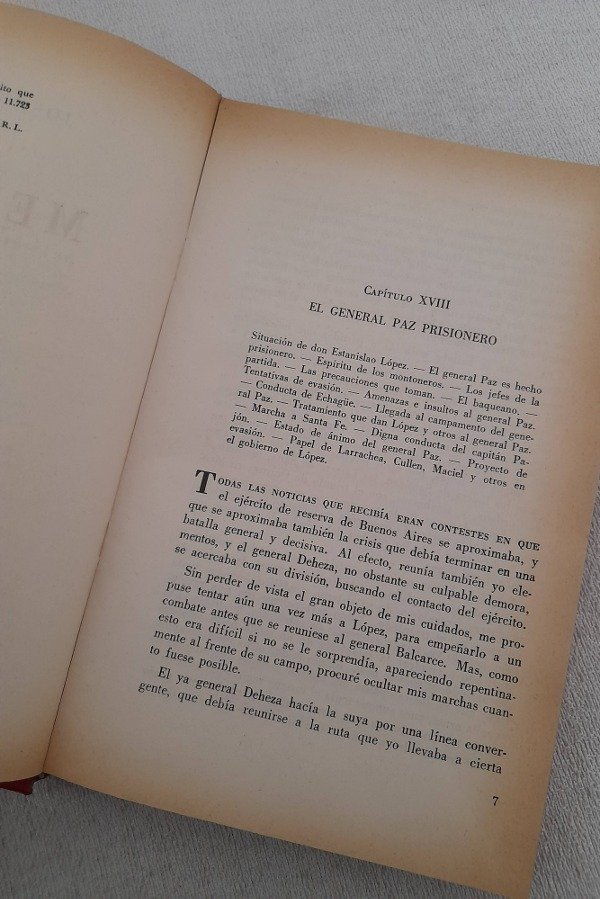 ito que
11.723
R. L.
Capítulo XVIII
EL GENERAL PAZ PRISIONERO
Situación de don Estanislao López. — El general Paz es hecho
prisionero. — Espíritu de los montoneros. — Los jefes de la
partida. — Las precauciones que toman. — El baqueano. —
Tentativas de evasión. — Amenazas e insultos al general Paz.
— Conducta de Echagüe. — Llegada al campamento del gene-
ral Paz. — Tratamiento que dan López y otros al general Paz.
— Marcha a Santa Fe. — Digna conducta del capitán Pa-
jón. — Estado de ánimo del general Paz. — Proyecto de
evasión. — Papel de Larrachea, Cullen, Maciel y otros en
el gobierno de López.
Todas las noticias que recibía eran contestes en que
el ejército de reserva de Buenos Aires se aproximaba, y
que se aproximaba también la crisis que debía terminar en una
batalla general y decisiva. Al efecto, reunía también yo ele-
mentos, y el general Deheza, no obstante su culpable demora,
se acercaba con su división, buscando el contacto del ejército.
Sin perder de vista el gran objeto de mis cuidados, me pro-
puse tentar aún una vez más a López, para empeñarlo a un
combate antes que se reuniese al general Balcarce. Mas, como
esto era difícil si no se le sorprendía, apareciendo repentina-
mente al frente de su campo, procuré ocultar mis marchas cuan-
to fuese posible.
El ya general Deheza hacía la suya por una línea conver-
gente, que debía reunirse a la ruta que yo llevaba a cierta
7